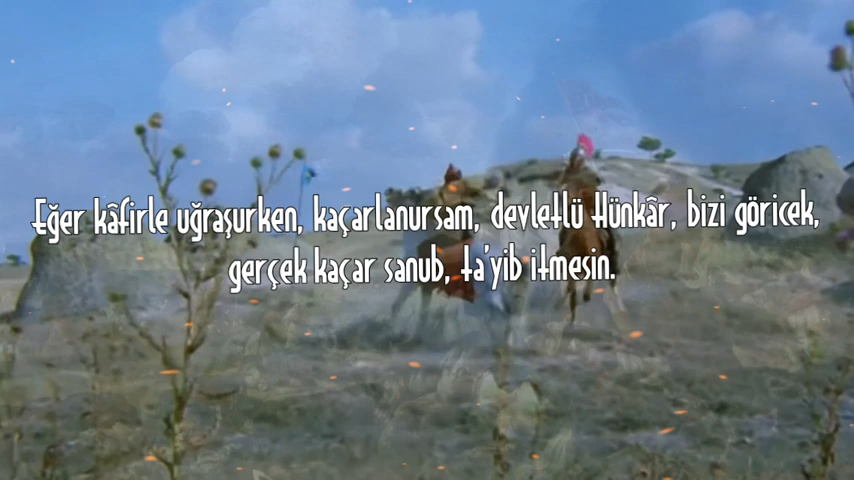 Eğer kâfirle uğraşurken, kaçarlanursam, devletlü Hünkâr, bizi göricek,
gerçek kaçar sanub, ta'yib itmesin.